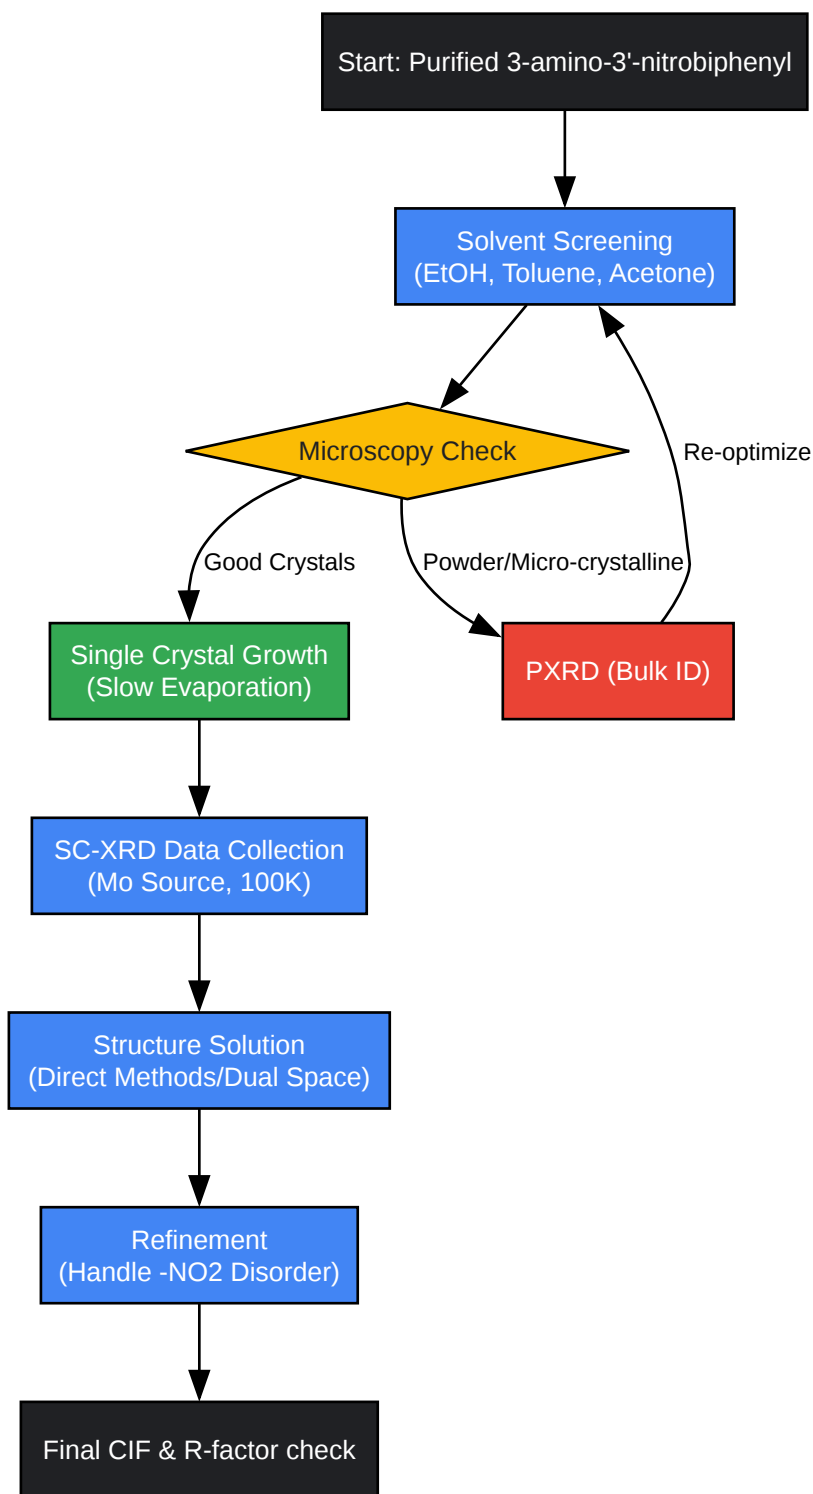 Start: Purified 3-amino-3'-nitrobiphenyl
Solvent Screening
(EtOH, Toluene, Acetone)
Microscopy Check
Re-optimize
Good Crystals
Powder/Micro-crystalline
Single Crystal Growth
(Slow Evaporation)
PXRD (Bulk ID)
SC-XRD Data Collection
(Mo Source, 100K)
Structure Solution
(Direct Methods/Dual Space)
Refinement
(Handle -NO2 Disorder)
Final CIF & R-factor check